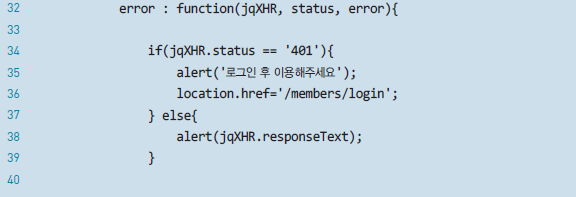 32 error : function(jqXHR, status, error){
33
34 if(jqXHR.status == '401'){
35 alert('로그인 후 이용해주세요');
36 location.href='/members/login';
37 } else{
38 alert(jqXHR.responseText);
39 }
40